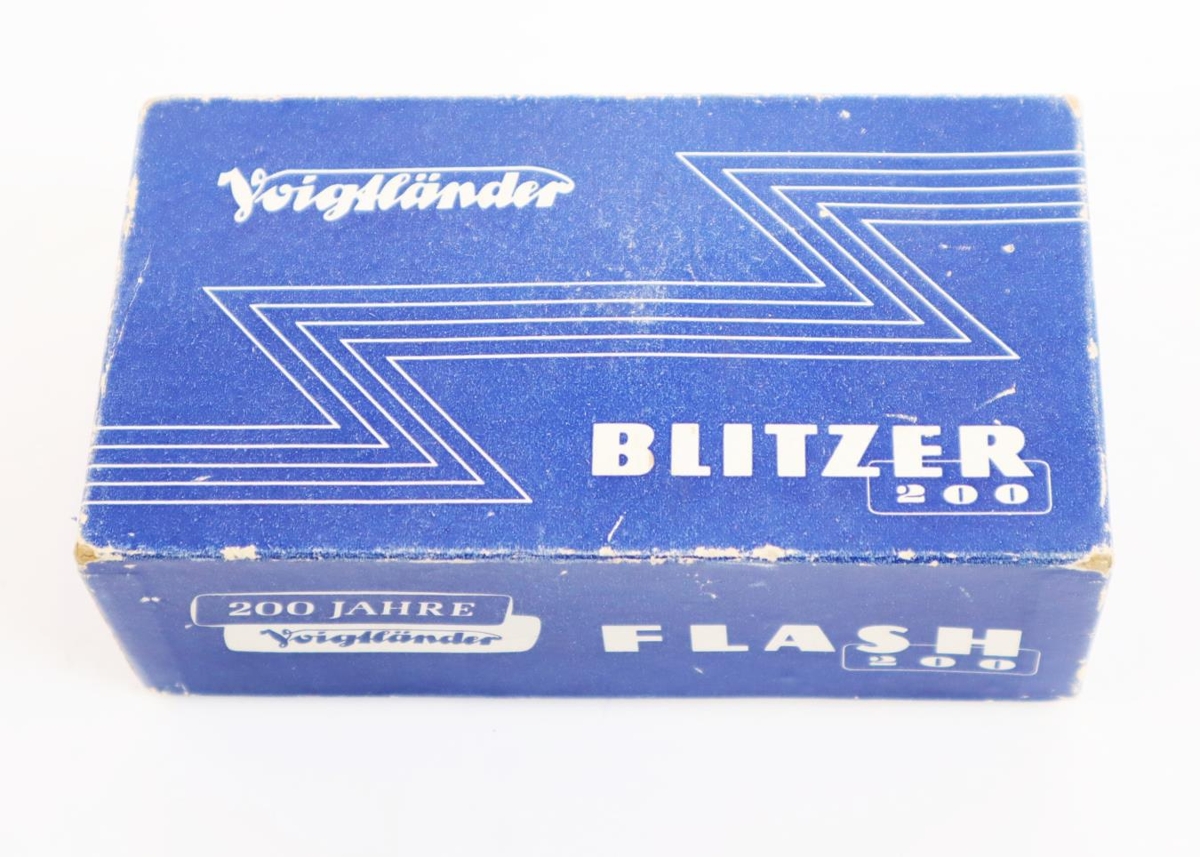 Voigtländer
BLITZER
200
200 JAHRE
Voigtländer
FLASH
200